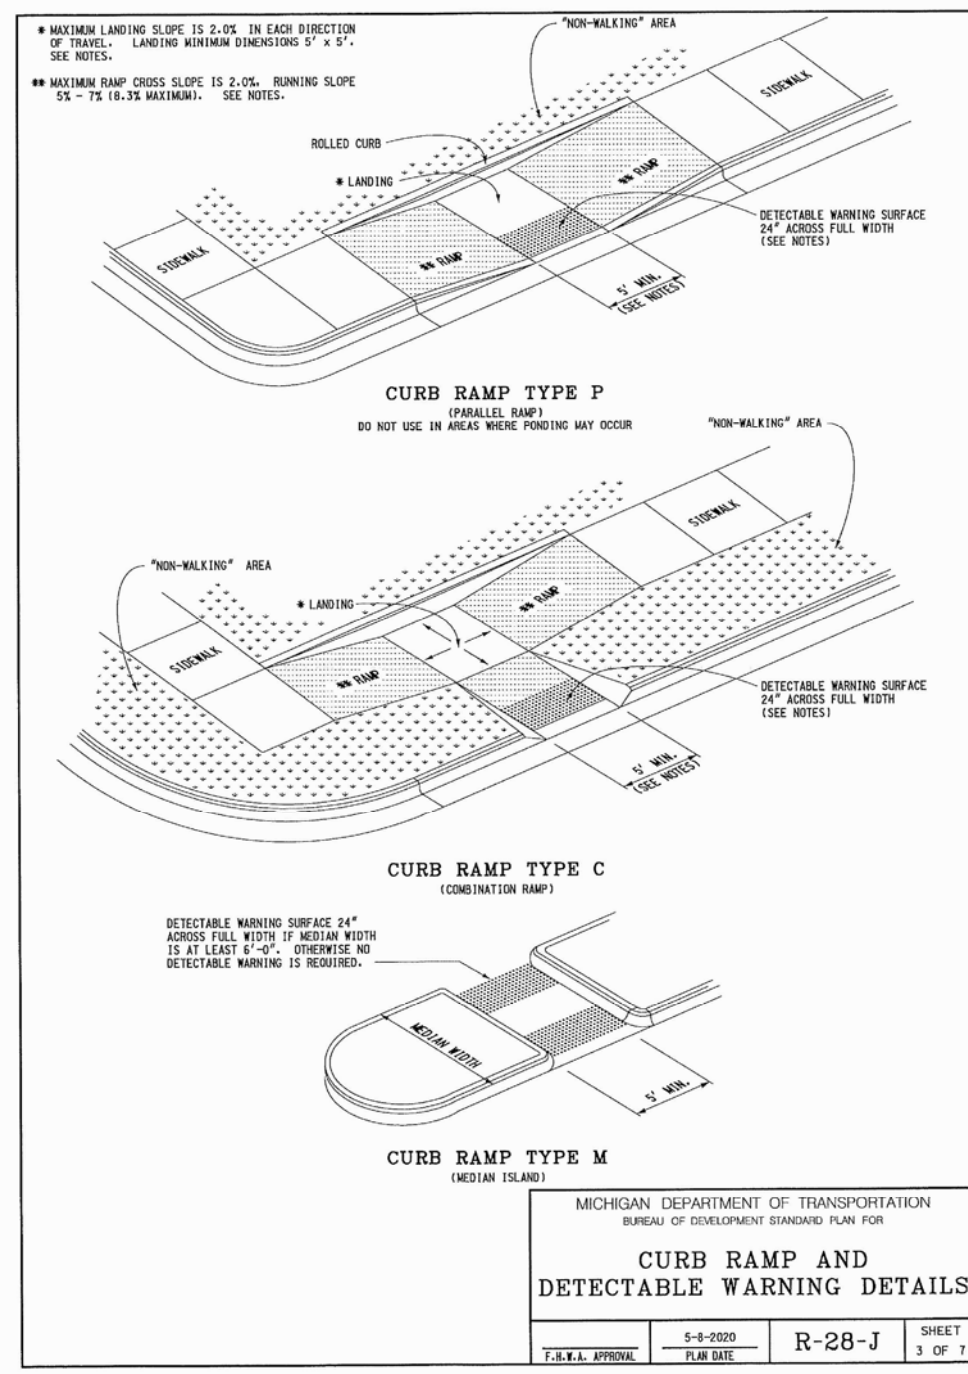 * MAXIMUM LANDING SLOPE IS 2.0% IN EACH DIRECTION
OF TRAVEL. LANDING MINIMUM DIMENSIONS 5' x 5'.
SEE NOTES.
** MAXIMUM RAMP CROSS SLOPE IS 2.0%. RUNNING SLOPE
5% - 7% (8.3% MAXIMUM). SEE NOTES.
"NON-WALKING" AREA
SIDEWALK
ROLLED CURB
* LANDING
** RAMP
DETECTABLE WARNING SURFACE
24" ACROSS FULL WIDTH
(SEE NOTES)
SIDEWALK
** RAMP
5' MIN.
(SEE NOTES)
CURB RAMP TYPE P
(PARALLEL RAMP)
DO NOT USE IN AREAS WHERE PONDING MAY OCCUR
"NON-WALKING" AREA
SIDEWALK
"NON-WALKING" AREA
* LANDING
** RAMP
SIDEWALK
** RAMP
DETECTABLE WARNING SURFACE
24" ACROSS FULL WIDTH
(SEE NOTES)
5' MIN.
(SEE NOTES)
CURB RAMP TYPE C
(COMBINATION RAMP)
DETECTABLE WARNING SURFACE 24"
ACROSS FULL WIDTH IF MEDIAN WIDTH
IS AT LEAST 6'-0". OTHERWISE NO
DETECTABLE WARNING IS REQUIRED.
MEDIAN WIDTH
5' MIN.
CURB RAMP TYPE M
(MEDIAN ISLAND)
MICHIGAN DEPARTMENT OF TRANSPORTATION
BUREAU OF DEVELOPMENT STANDARD PLAN FOR
CURB RAMP AND
DETECTABLE WARNING DETAILS
F.H.W.A. APPROVAL
5-8-2020
PLAN DATE
R-28-J
SHEET
3 OF 7